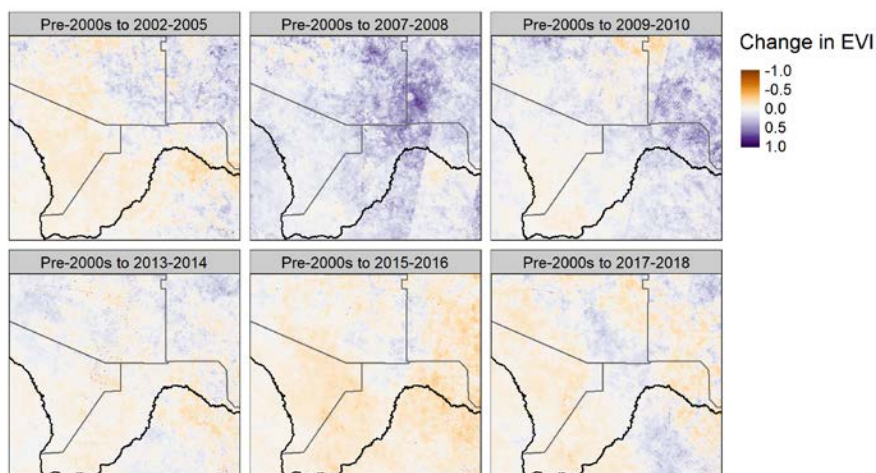 Pre-2000s to 2002-2005
Pre-2000s to 2007-2008
Pre-2000s to 2009-2010
Change in EVI
-1.0
-0.5
0.0
0.5
1.0
Pre-2000s to 2013-2014
Pre-2000s to 2015-2016
Pre-2000s to 2017-2018